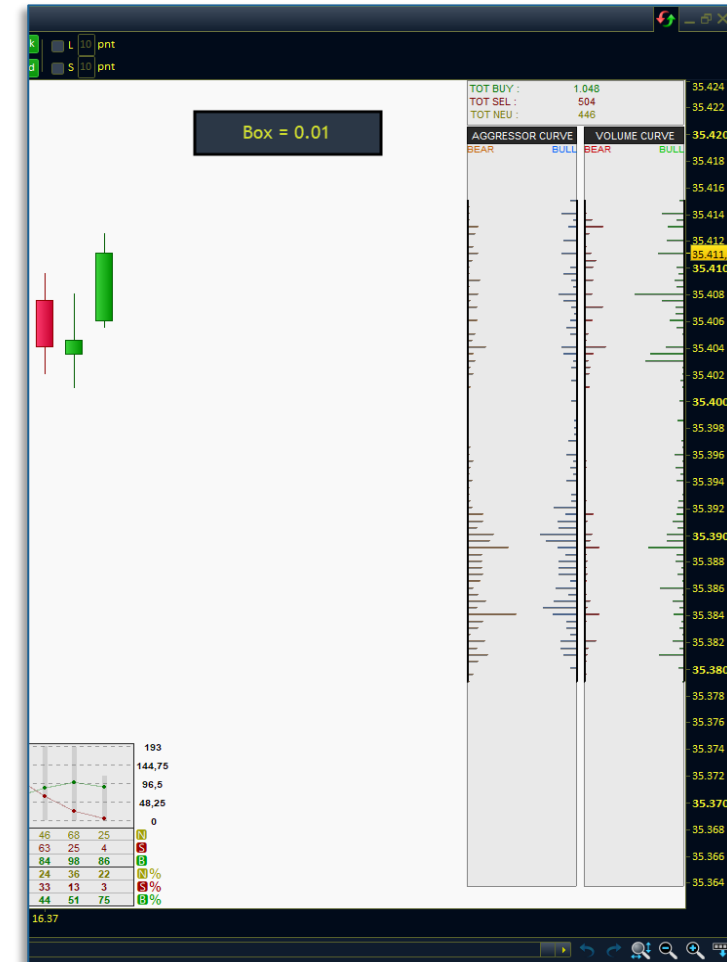 k L 10 pnt
d S 10 pnt
Box = 0.01
TOT BUY : 1.048
TOT SEL : 504
TOT NEU : 446
AGGRESSOR CURVE VOLUME CURVE
BEAR BULL BEAR BULL
35.424
35.422
35.420
35.418
35.416
35.414
35.412
35.411,
35.410
35.408
35.406
35.404
35.402
35.400
35.398
35.396
35.394
35.392
35.390
35.388
35.386
35.384
35.382
35.380
35.378
35.376
35.374
35.372
35.370
35.368
35.366
35.364
193
144,75
96,5
48,25
0
46 68 25 N
63 25 4 S
84 98 86 B
24 36 22 N%
33 13 3 S%
44 51 75 B%
16.37